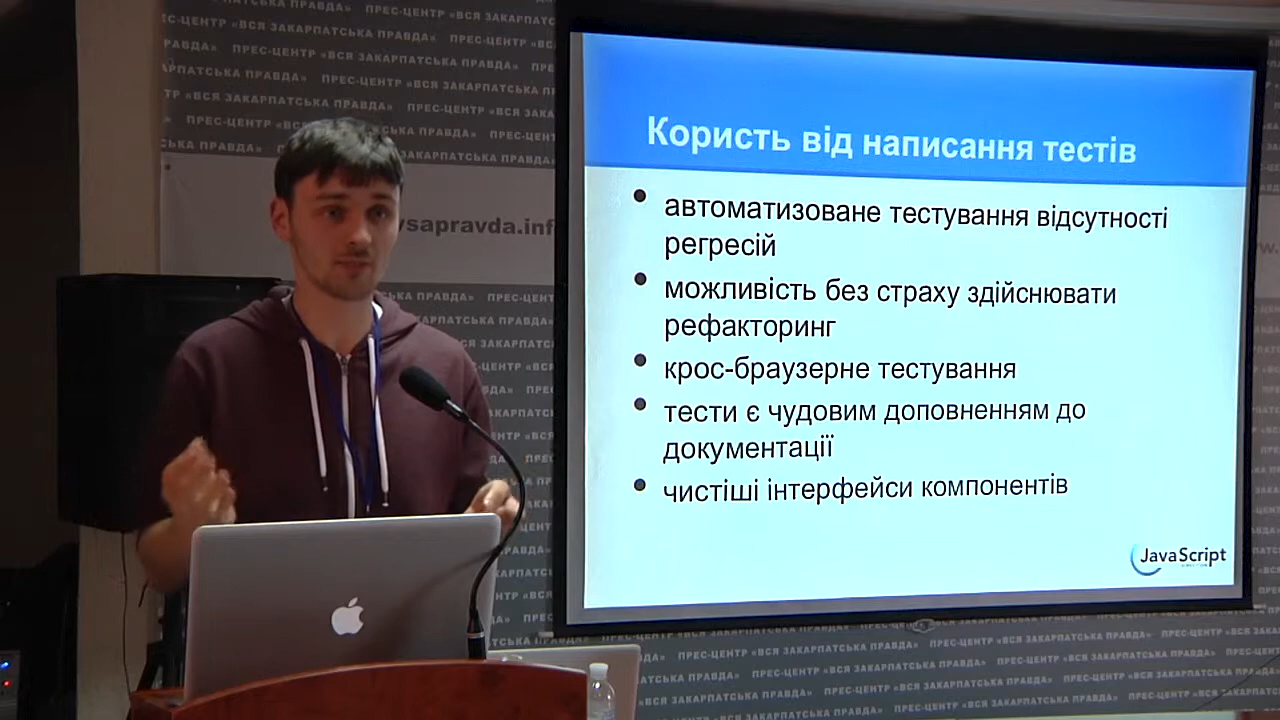 ПРЕС-ЦЕНТР «ВСЯ ЗАКАРПАТСЬКА ПРАВДА»
vsapravda.inf
Користь від написання тестів
• автоматизоване тестування відсутності
регресій
• можливість без страху здійснювати
рефакторинг
• крос-браузерне тестування
• тести є чудовим доповненням до
документації
• чистіші інтерфейси компонентів
JavaScript